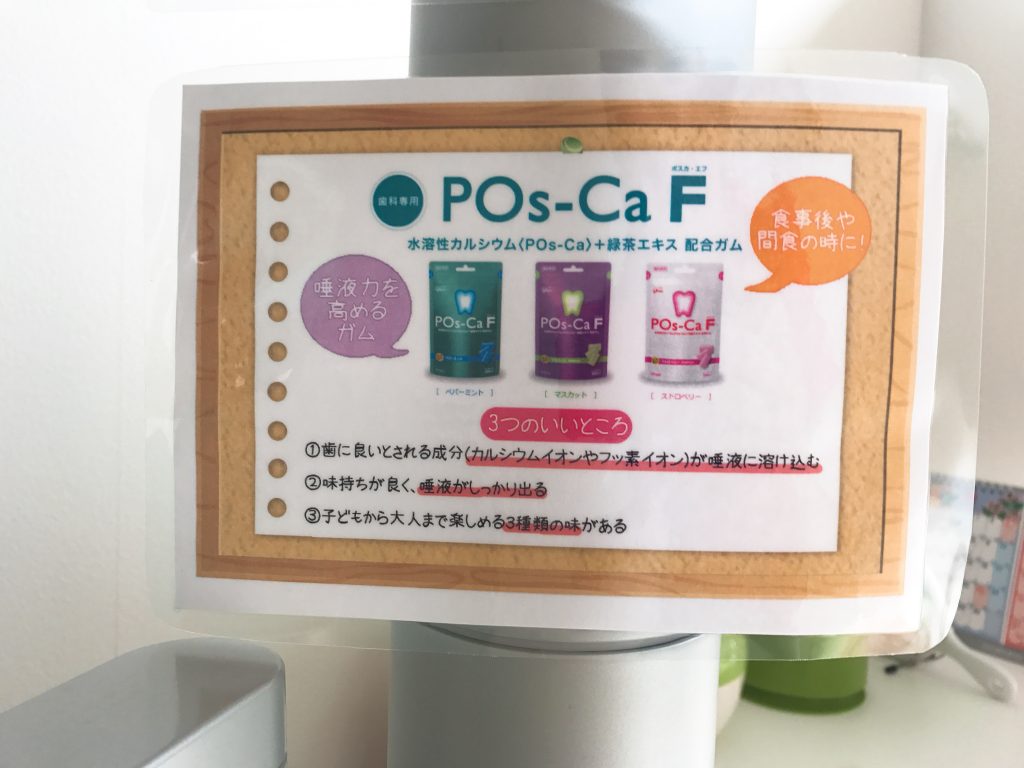 歯科専用
POs-Ca F
ポスカ・エフ
水溶性カルシウム〈POs-Ca〉+緑茶エキス 配合ガム
食事後や
間食の時に!
唾液力を
高める
ガム
POs-Ca F
POs-Ca F
POs-Ca F
[ ペパーミント ]
[ マスカット ]
[ ストロベリー ]
3つのいいところ
①歯に良いとされる成分(カルシウムイオンやフッ素イオン)が唾液に溶け込む
②味持ちが良く、唾液がしっかり出る
③子どもから大人まで楽しめる3種類の味がある